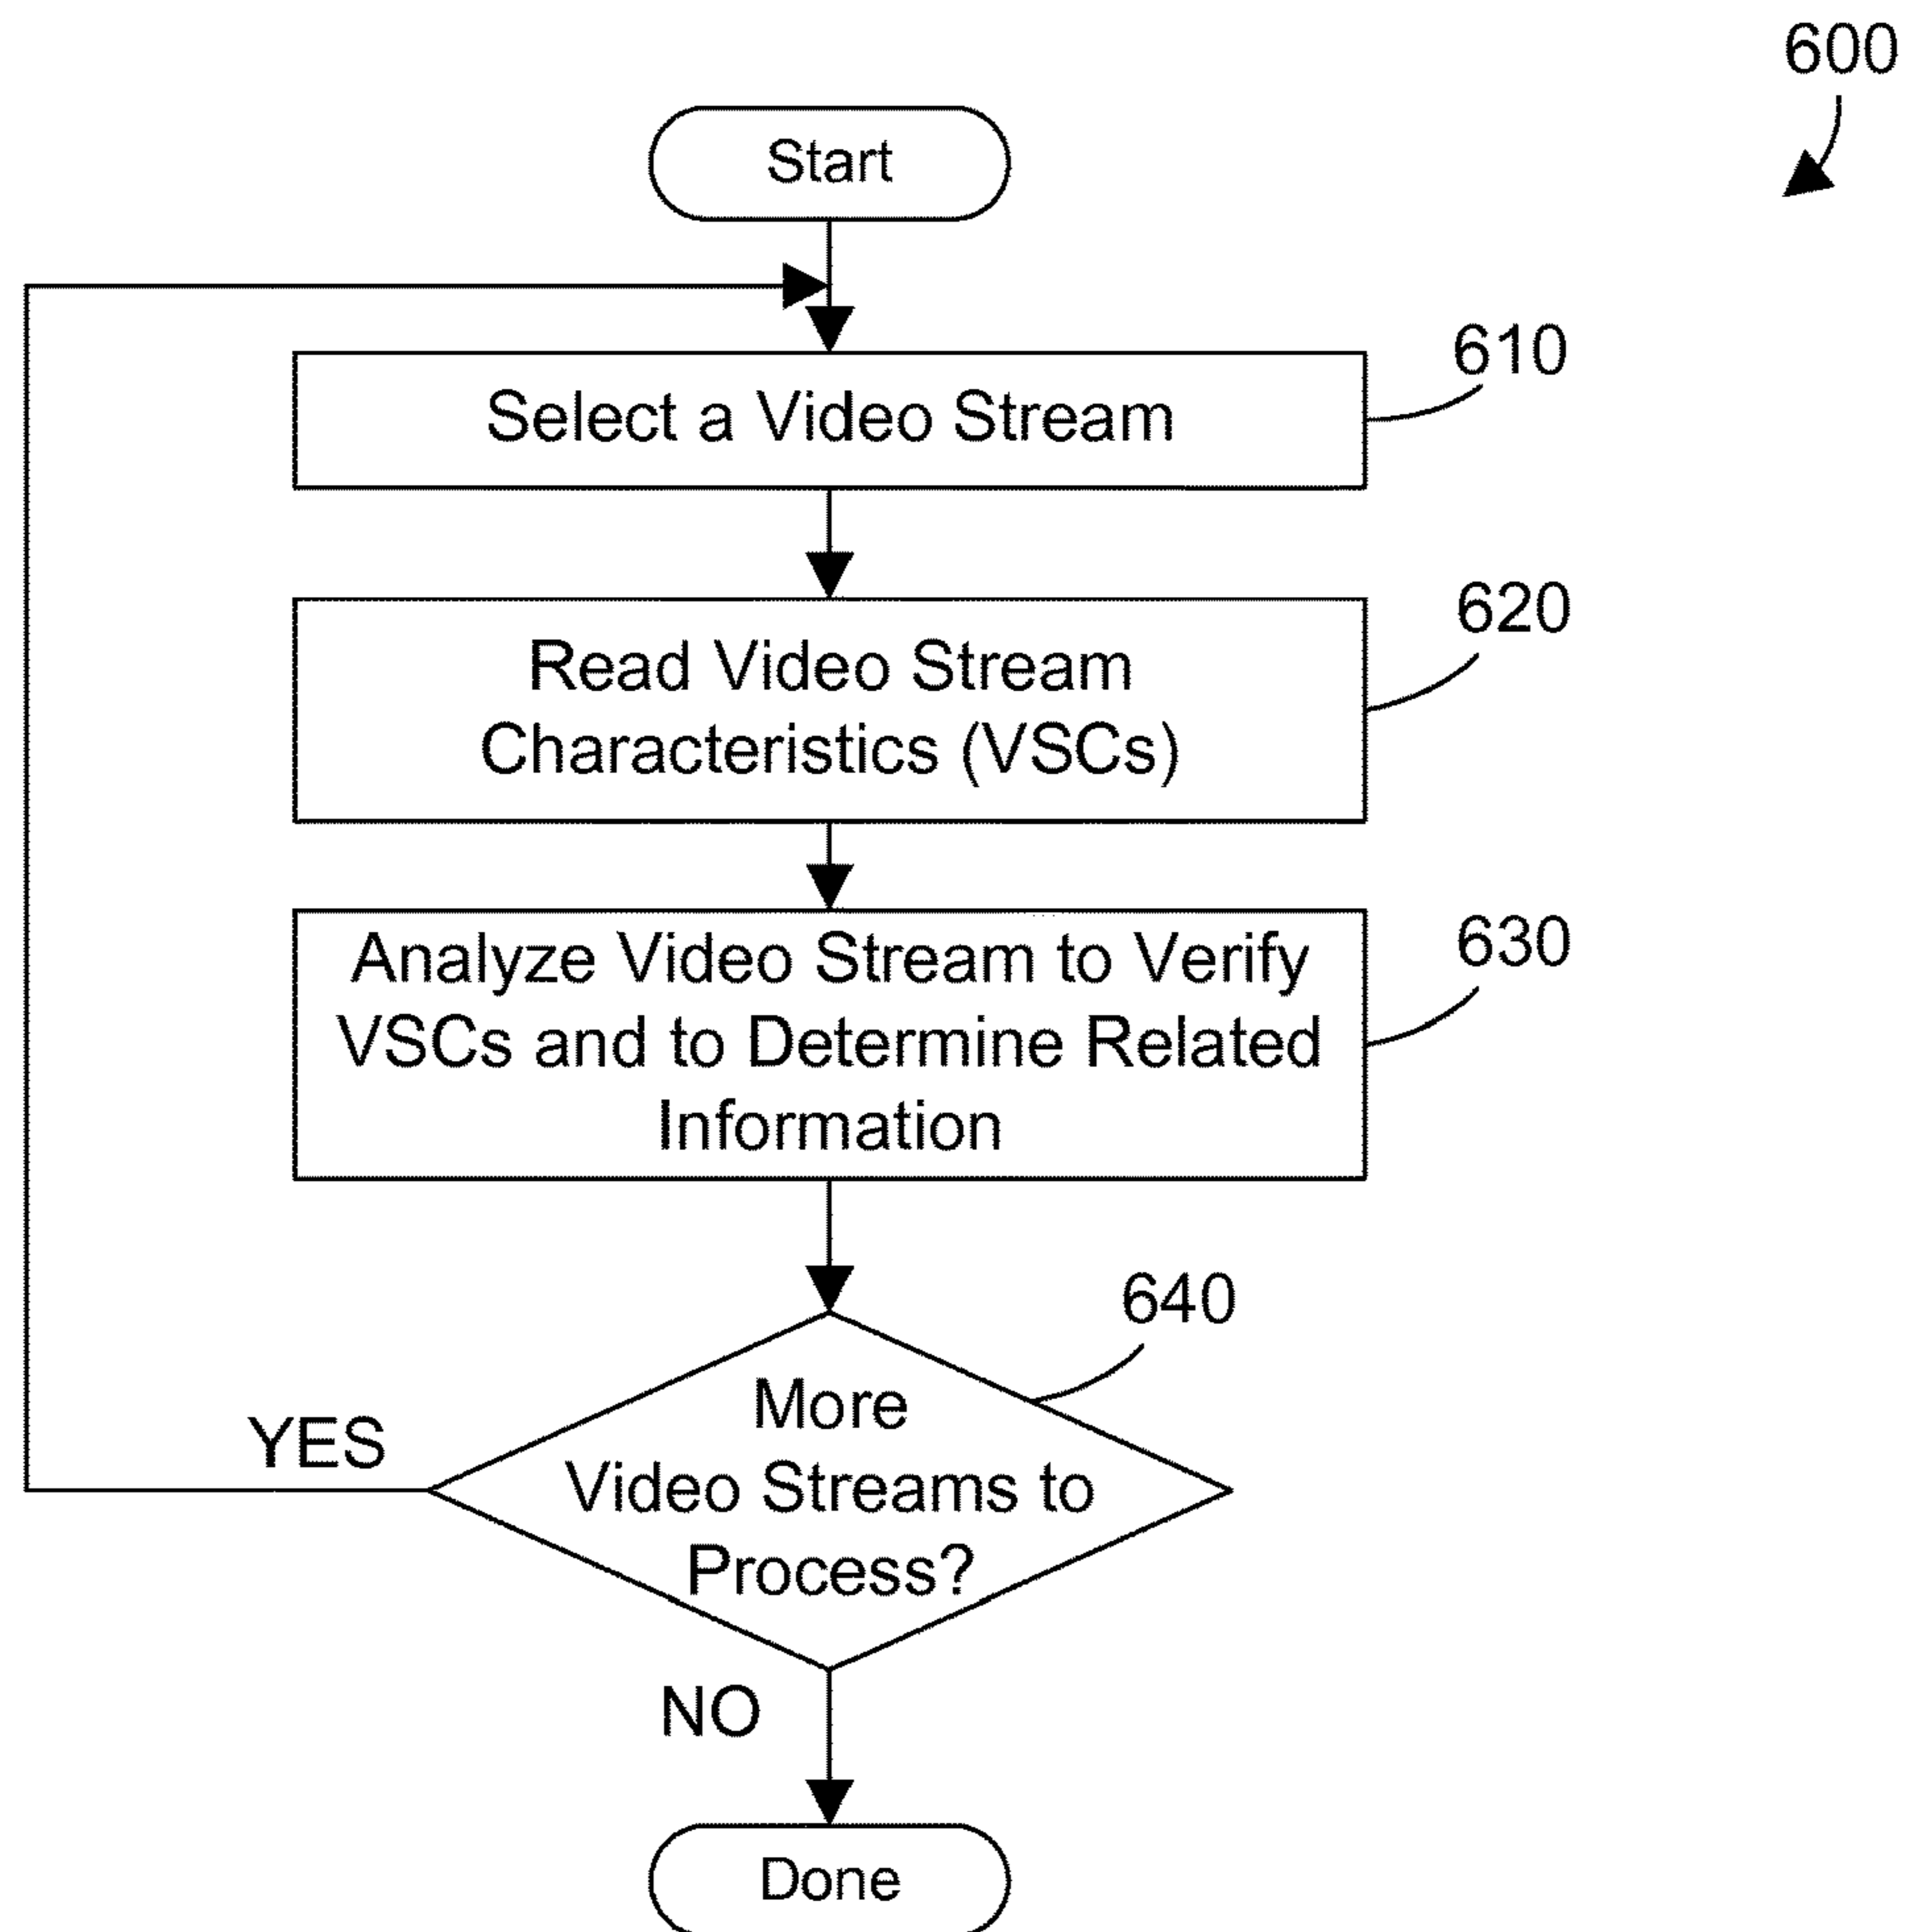 600
Start
610
Select a Video Stream
620
Read Video Stream
Characteristics (VSCs)
630
Analyze Video Stream to Verify
VSCs and to Determine Related
Information
640
More
Video Streams to
Process?
YES
NO
Done